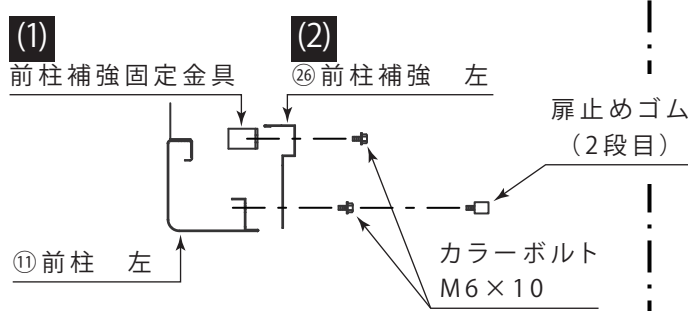 (1)
前柱補強固定金具
(2)
㉖前柱補強　左
扉止めゴム
（2段目）
⑪前柱　左
カラーボルト
M6×10